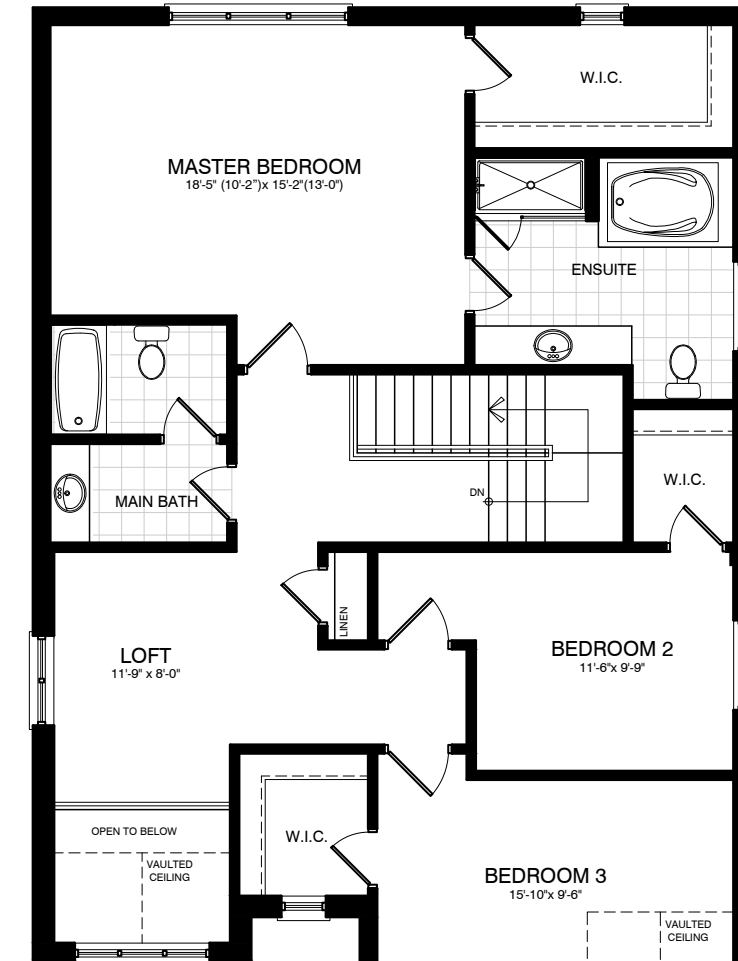 W.I.C.
MASTER BEDROOM
18'-5" (10'-2")x 15'-2"(13'-0")
ENSUITE
W.I.C.
MAIN BATH
DN
LINEN
LOFT
11'-9" x 8'-0"
BEDROOM 2
11'-6"x 9'-9"
OPEN TO BELOW
W.I.C.
VAULTED
CEILING
BEDROOM 3
15'-10"x 9'-6"
VAULTED
CEILING